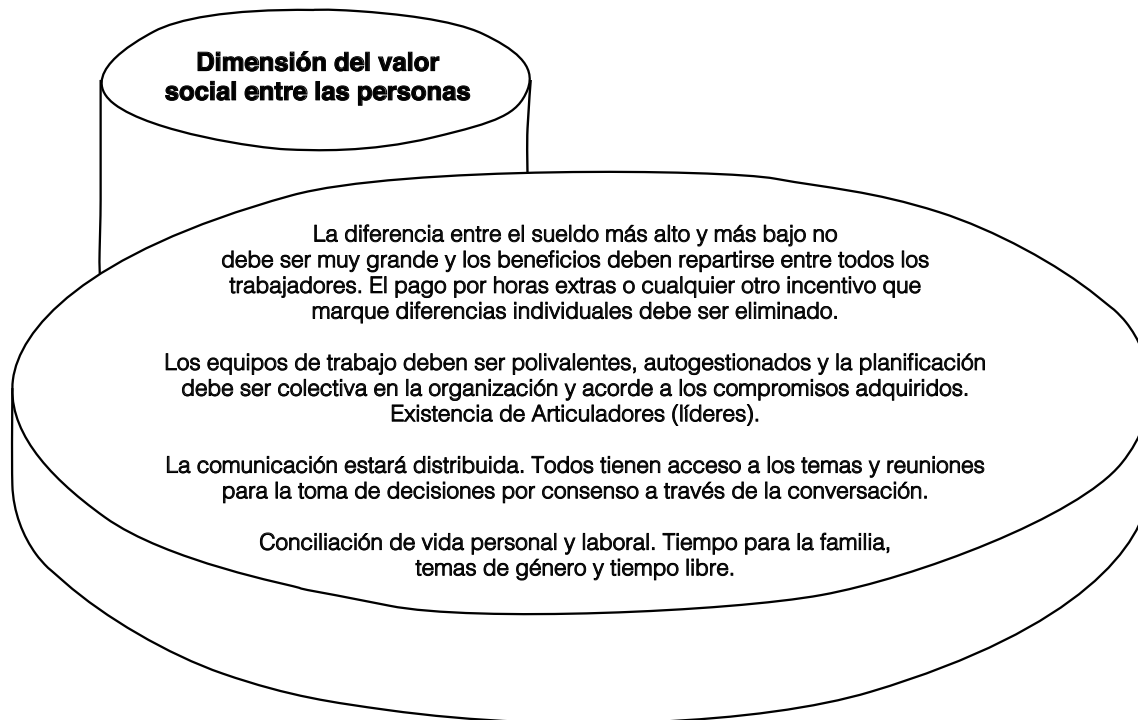 Dimensión del valor
social entre las personas
La diferencia entre el sueldo más alto y más bajo no
debe ser muy grande y los beneficios deben repartirse entre todos los
trabajadores. El pago por horas extras o cualquier otro incentivo que
marque diferencias individuales debe ser eliminado.
Los equipos de trabajo deben ser polivalentes, autogestionados y la planificación
debe ser colectiva en la organización y acorde a los compromisos adquiridos.
Existencia de Articuladores (líderes).
La comunicación estará distribuida. Todos tienen acceso a los temas y reuniones
para la toma de decisiones por consenso a través de la conversación.
Conciliación de vida personal y laboral. Tiempo para la familia,
temas de género y tiempo libre.